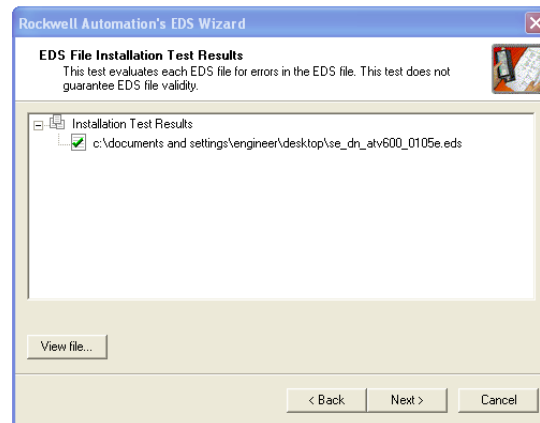 Rockwell Automation's EDS Wizard
EDS File Installation Test Results
This test evaluates each EDS file for errors in the EDS file. This test does not
guarantee EDS file validity.
Installation Test Results
c:\documents and settings\engineer\desktop\se_dn_atv600_0105e.eds
View file...
< Back
Next >
Cancel